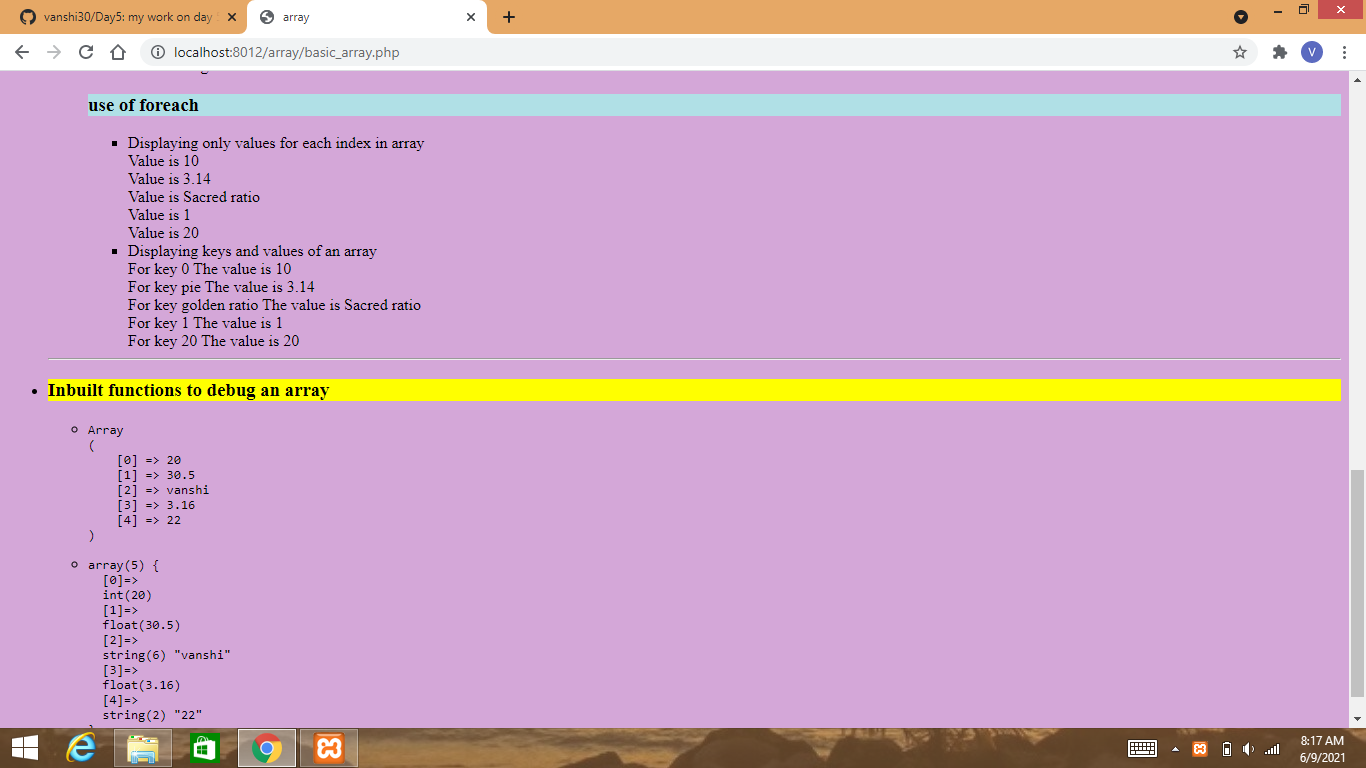 vanshi30/Day5: my work on day
array
localhost:8012/array/basic_array.php
V
use of foreach
Displaying only values for each index in array
Value is 10
Value is 3.14
Value is Sacred ratio
Value is 1
Value is 20
Displaying keys and values of an array
For key 0 The value is 10
For key pie The value is 3.14
For key golden ratio The value is Sacred ratio
For key 1 The value is 1
For key 20 The value is 20
Inbuilt functions to debug an array
Array
(
[0] => 20
[1] => 30.5
[2] => vanshi
[3] => 3.16
[4] => 22
)
array(5) {
[0]=>
int(20)
[1]=>
float(30.5)
[2]=>
string(6) "vanshi"
[3]=>
float(3.16)
[4]=>
string(2) "22"
8:17 AM
6/9/2021